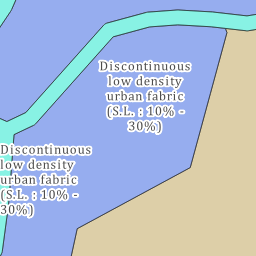 Discontinuous
low density
urban fabric
(S.L. : 10% -
30%)
Discontinuous
low density
urban fabric
(S.L. : 10% -
30%)